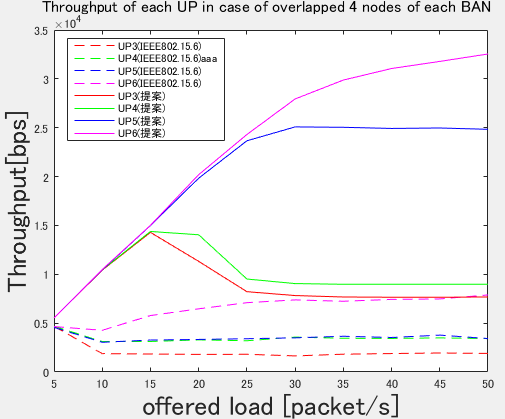 Throughput of each UP in case of overlapped 4 nodes of each BAN
×10⁴
UP3(IEEE802.15.6)
UP4(IEEE802.15.6)aaa
UP5(IEEE802.15.6)
UP6(IEEE802.15.6)
UP3(提案)
UP4(提案)
UP5(提案)
UP6(提案)
3.5
3
2.5
2
1.5
1
0.5
0
Throughput[bps]
5 10 15 20 25 30 35 40 45 50
offered load [packet/s]